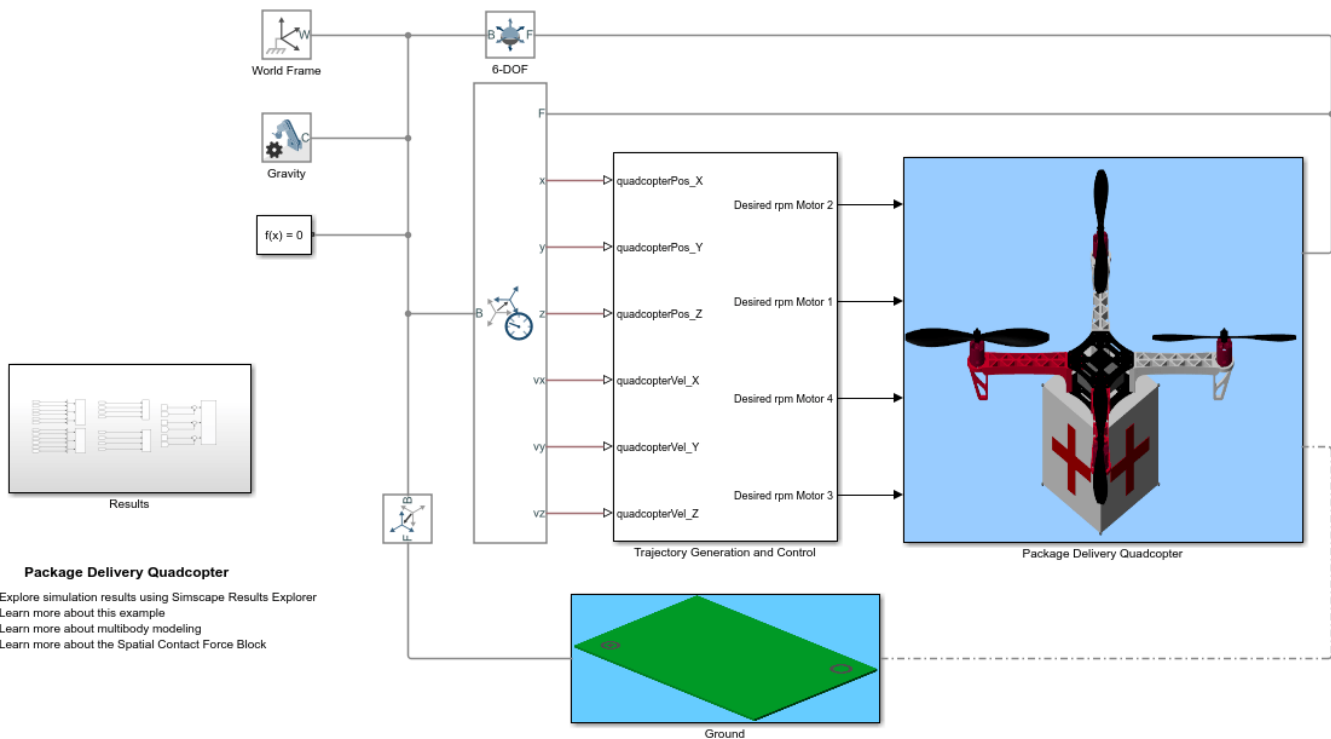 W
World Frame
B
F
6-DOF
C
Gravity
f(x) = 0
F
x
y
z
vx
vy
vz
B
quadcopterPos_X
quadcopterPos_Y
quadcopterPos_Z
quadcopterVel_X
quadcopterVel_Y
quadcopterVel_Z
Desired rpm Motor 2
Desired rpm Motor 1
Desired rpm Motor 4
Desired rpm Motor 3
Trajectory Generation and Control
Package Delivery Quadcopter
Results
B
F
Package Delivery Quadcopter
Explore simulation results using Simscape Results Explorer
Learn more about this example
Learn more about multibody modeling
Learn more about the Spatial Contact Force Block
Ground